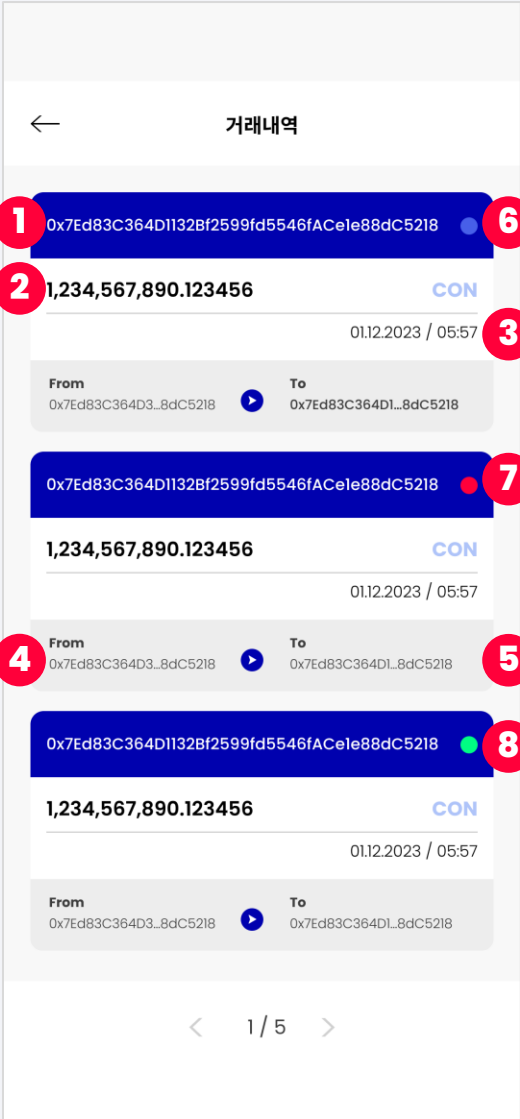 거래내역
1 0x7Ed83C364D1132Bf2599fd5546fACe1e88dC5218 6
2 1,234,567,890.123456 CON
01.12.2023 / 05:57 3
From To
0x7Ed83C364D3...8dC5218 0x7Ed83C364D1...8dC5218
0x7Ed83C364D1132Bf2599fd5546fACe1e88dC5218 7
1,234,567,890.123456 CON
01.12.2023 / 05:57
From To
4 0x7Ed83C364D3...8dC5218 0x7Ed83C364D1...8dC5218 5
0x7Ed83C364D1132Bf2599fd5546fACe1e88dC5218 8
1,234,567,890.123456 CON
01.12.2023 / 05:57
From To
0x7Ed83C364D3...8dC5218 0x7Ed83C364D1...8dC5218
1 / 5